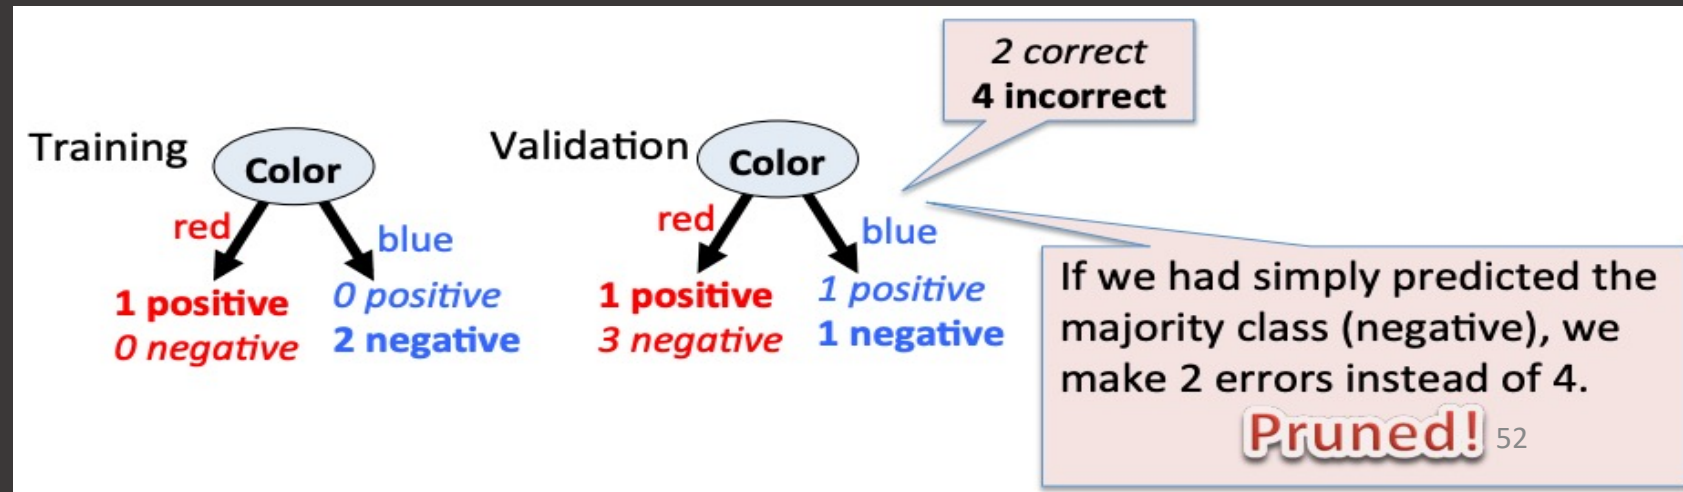 Training
Color
red
blue
1 positive
0 negative
0 positive
2 negative
Validation
Color
red
blue
1 positive
3 negative
1 positive
1 negative
2 correct
4 incorrect
If we had simply predicted the
majority class (negative), we
make 2 errors instead of 4.
Pruned!
52